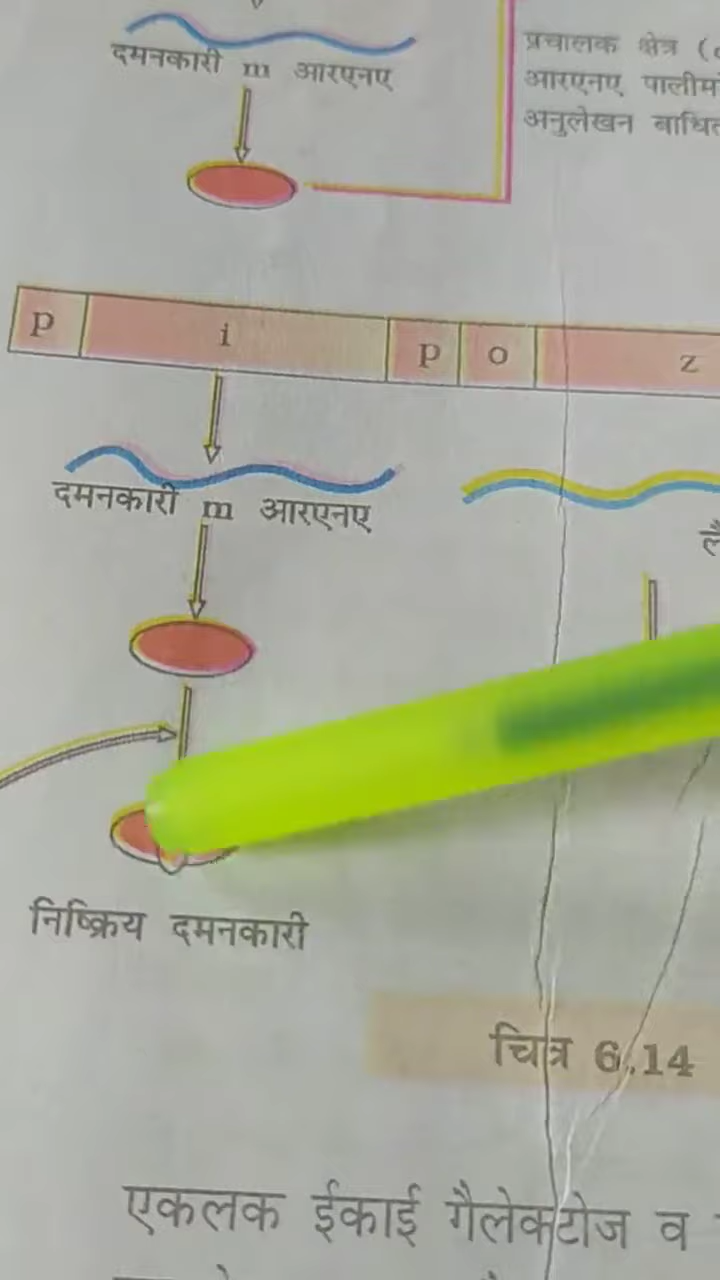 दमनकारी m आरएनए
प्रचालक क्षेत्र
आरएनए
अनुलेखन
p i p o z
दमनकारी m आरएनए
निष्क्रिय दमनकारी
चित्र 6.14
एकलक ईकाई गैलेक्टोज व